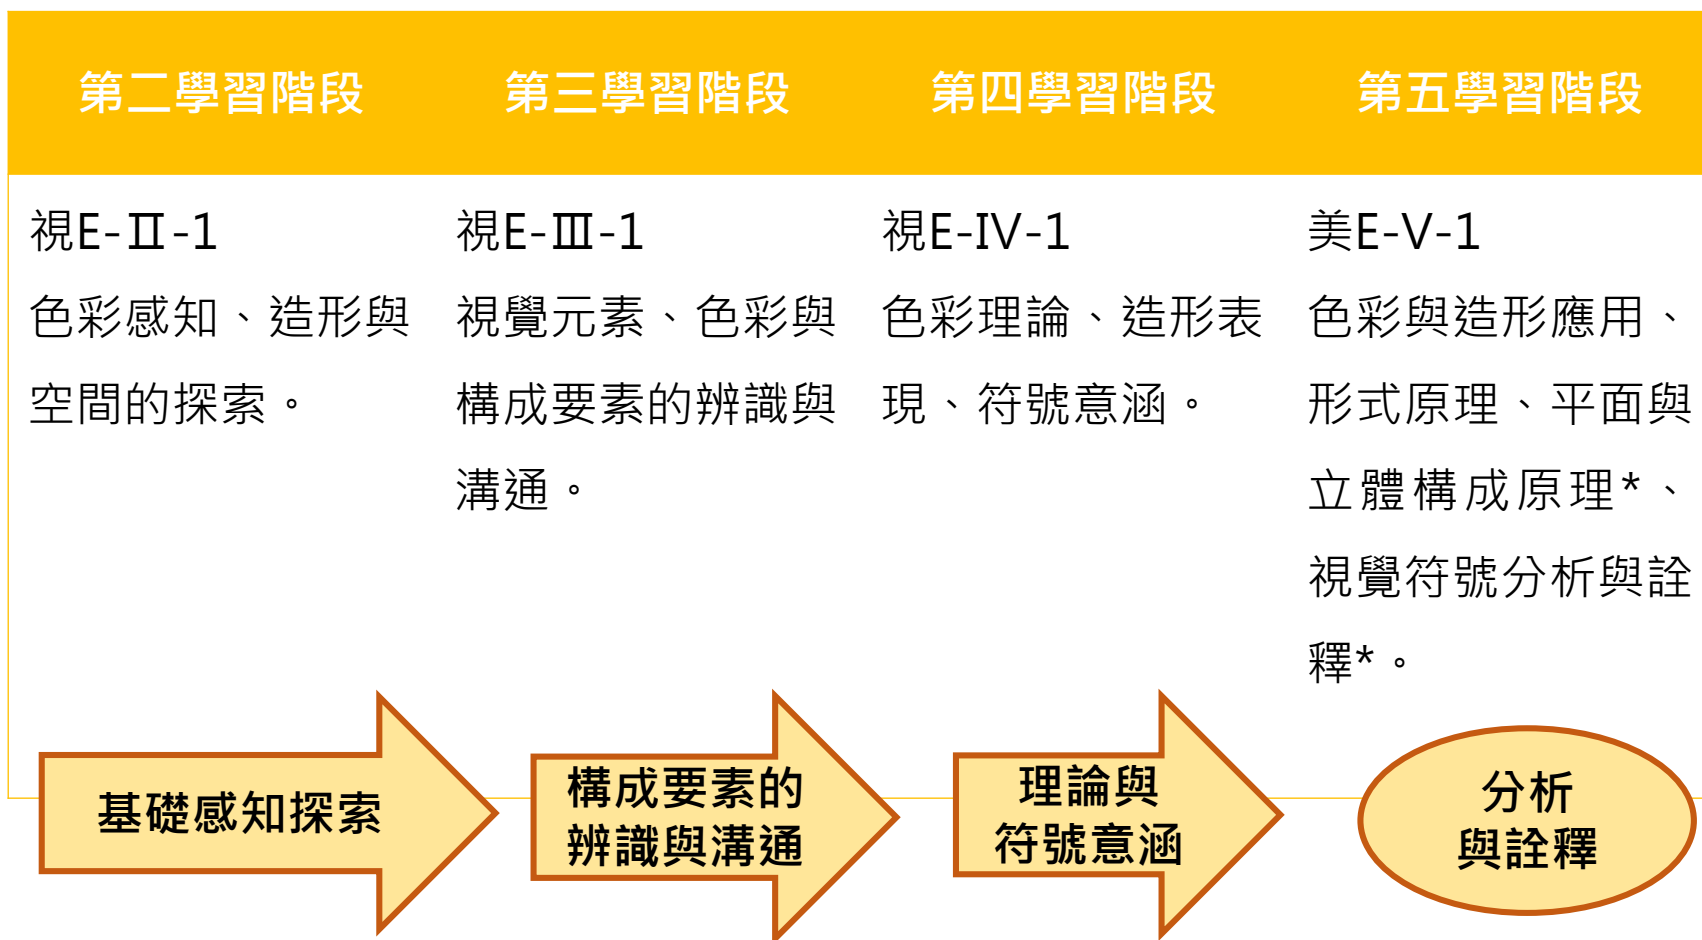 第二學習階段
第三學習階段
第四學習階段
第五學習階段
視E-Ⅱ-1
色彩感知、造形與
空間的探索。
視E-Ⅲ-1
視覺元素、色彩與
構成要素的辨識與
溝通。
視E-IV-1
色彩理論、造形表
現、符號意涵。
美E-V-1
色彩與造形應用、
形式原理、平面與
立體構成原理*、
視覺符號分析與詮
釋*。
基礎感知探索
構成要素的
辨識與溝通
理論與
符號意涵
分析
與詮釋